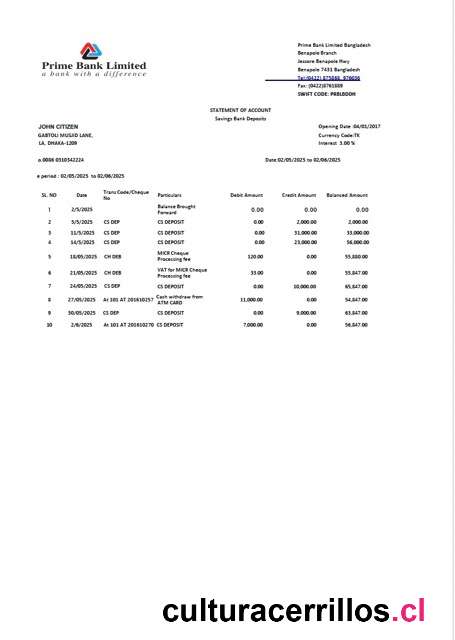 Prime Bank Limited
a bank with a difference
Prime Bank Limited Bangladesh
Benapole Branch
Jessore Benapole Hwy
Benapole 7431 Bangladesh
Tel:(0422) 875868, 976656
Fax: (0422)8761889
SWIFT CODE: PRBLBDDH
STATEMENT OF ACCOUNT
Savings Bank Deposits
JOHN CITIZEN
GABTOLI MUSJID LANE,
LA, DHAKA-1209
Opening Date :04/01/2017
Currency Code:TK
Interest 3.00 %
o.0086 0310342224
Date:02/05/2025 to 02/06/2025
e period : 02/05/2025 to 02/06/2025
SL. NO Date Trans Code/Cheque No Particulars Debit Amount Credit Amount Balanced Amount
1 2/5/2025 Balance Brought Forward 0.00 0.00 0.00
2 5/5/2025 CS DEP CS DEPOSIT 0.00 2,000.00 2,000.00
3 11/5/2025 CS DEP CS DEPOSIT 0.00 31,000.00 33,000.00
4 14/5/2025 CS DEP CS DEPOSIT 0.00 23,000.00 56,000.00
5 18/05/2025 CH DEB MICR Cheque Processing fee 120.00 0.00 55,880.00
6 21/05/2025 CH DEB VAT for MICR Cheque Processing fee 33.00 0.00 55,847.00
7 24/05/2025 CS DEP CS DEPOSIT 0.00 10,000.00 65,847.00
8 27/05/2025 At 101 AT 201610257 Cash withdraw from ATM CARD 11,000.00 0.00 54,847.00
9 30/05/2025 CS DEP CS DEPOSIT 0.00 9,000.00 63,847.00
10 2/6/2025 At 101 AT 201610270 CS DEPOSIT 7,000.00 0.00 56,847.00
culturacerrillos.cl